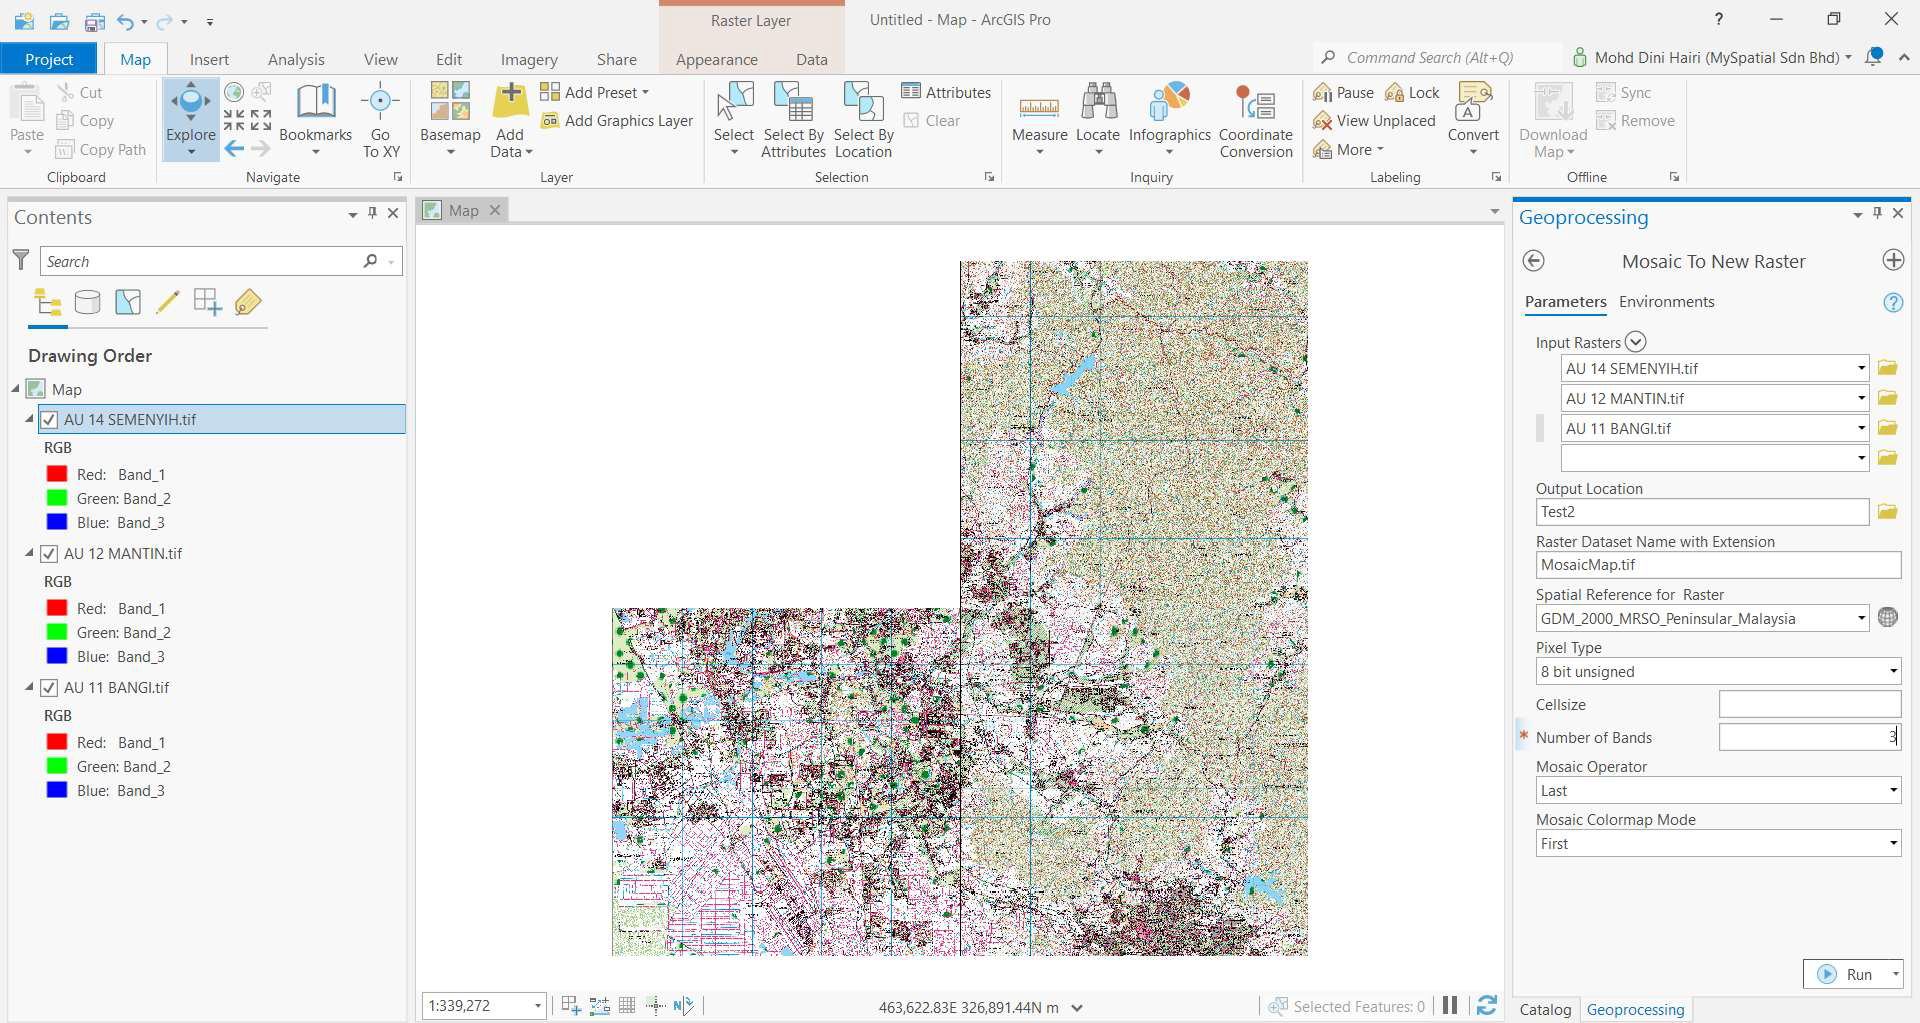 Raster Layer
Untitled - Map - ArcGIS Pro
?
Project
Map
Insert
Analysis
View
Edit
Imagery
Share
Appearance
Data
Command Search (Alt+Q)
Mohd Dini Hairi (MySpatial Sdn Bhd)
Paste
Cut
Copy
Copy Path
Clipboard
Explore
Bookmarks
Go
To XY
Navigate
Basemap
Add
Data
Add Preset
Add Graphics Layer
Layer
Select
Select By
Attributes
Select By
Location
Attributes
Clear
Selection
Measure
Locate
Infographics
Coordinate
Conversion
Inquiry
Pause
Lock
View Unplaced
More
Convert
Labeling
Download
Map
Sync
Remove
Offline
Contents
Search
Drawing Order
Map
AU 14 SEMENYIH.tif
RGB
Red: Band_1
Green: Band_2
Blue: Band_3
AU 12 MANTIN.tif
RGB
Red: Band_1
Green: Band_2
Blue: Band_3
AU 11 BANGI.tif
RGB
Red: Band_1
Green: Band_2
Blue: Band_3
Map
1:339,272
463,622.83E 326,891.44N m
Selected Features: 0
Geoprocessing
Mosaic To New Raster
Parameters
Environments
?
Input Rasters
AU 14 SEMENYIH.tif
AU 12 MANTIN.tif
AU 11 BANGI.tif
Output Location
Test2
Raster Dataset Name with Extension
MosaicMap.tif
Spatial Reference for Raster
GDM_2000_MRSO_Peninsular_Malaysia
Pixel Type
8 bit unsigned
Cellsize
* Number of Bands
3
Mosaic Operator
Last
Mosaic Colormap Mode
First
Run
Catalog
Geoprocessing